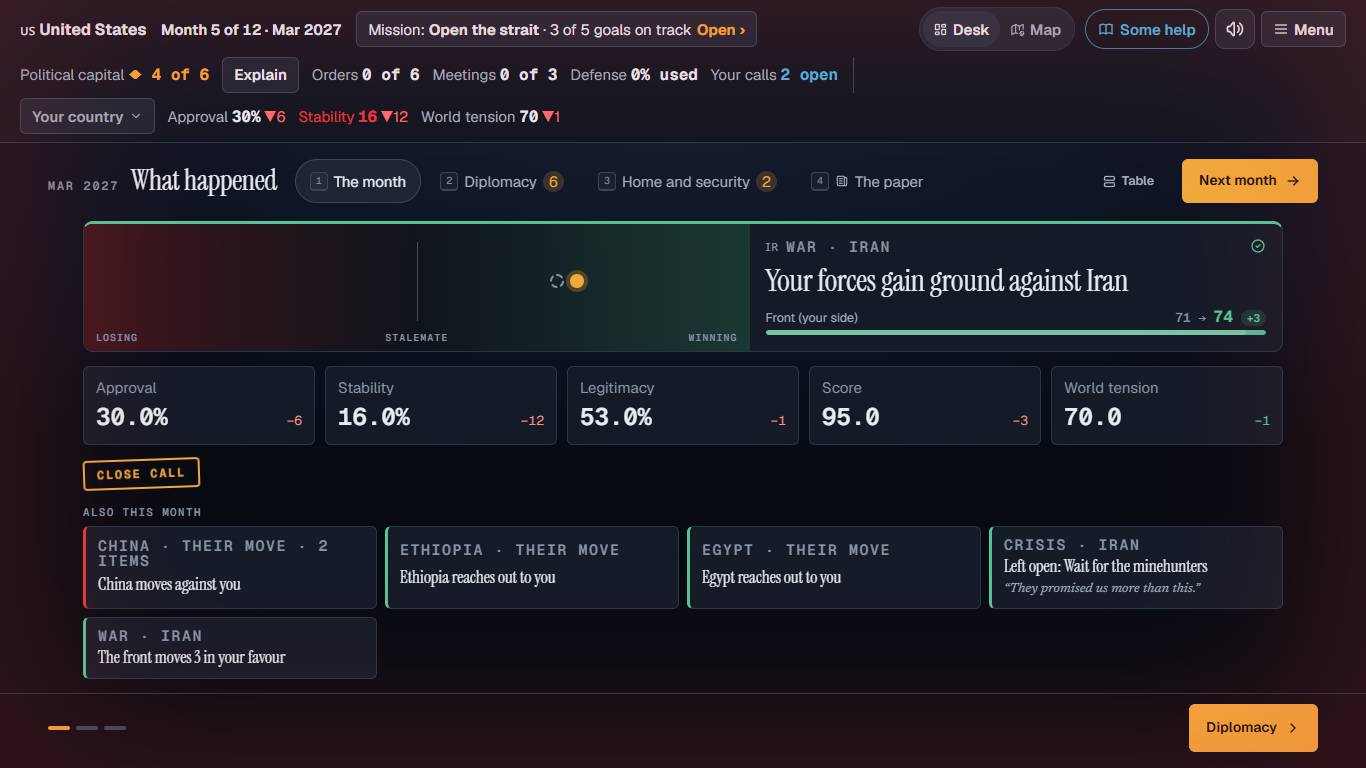 US United States Month 5 of 12 · Mar 2027 Mission: Open the strait · 3 of 5 goals on track Open › Desk Map Some help Menu
Political capital 4 of 6 Explain Orders 0 of 6 Meetings 0 of 3 Defense 0% used Your calls 2 open
Your country Approval 30% ▼6 Stability 16 ▼12 World tension 70 ▼1
MAR 2027 What happened 1 The month 2 Diplomacy 6 3 Home and security 2 4 The paper Table Next month →
IR WAR · IRAN
Your forces gain ground against Iran
Front (your side) 71 → 74 +3
LOSING STALEMATE WINNING
Approval Stability Legitimacy Score World tension
30.0% −6 16.0% −12 53.0% −1 95.0 −3 70.0 −1
CLOSE CALL
ALSO THIS MONTH
CHINA · THEIR MOVE · 2
ITEMS
China moves against you
ETHIOPIA · THEIR MOVE
Ethiopia reaches out to you
EGYPT · THEIR MOVE
Egypt reaches out to you
CRISIS · IRAN
Left open: Wait for the minehunters
“They promised us more than this.”
WAR · IRAN
The front moves 3 in your favour
Diplomacy ›